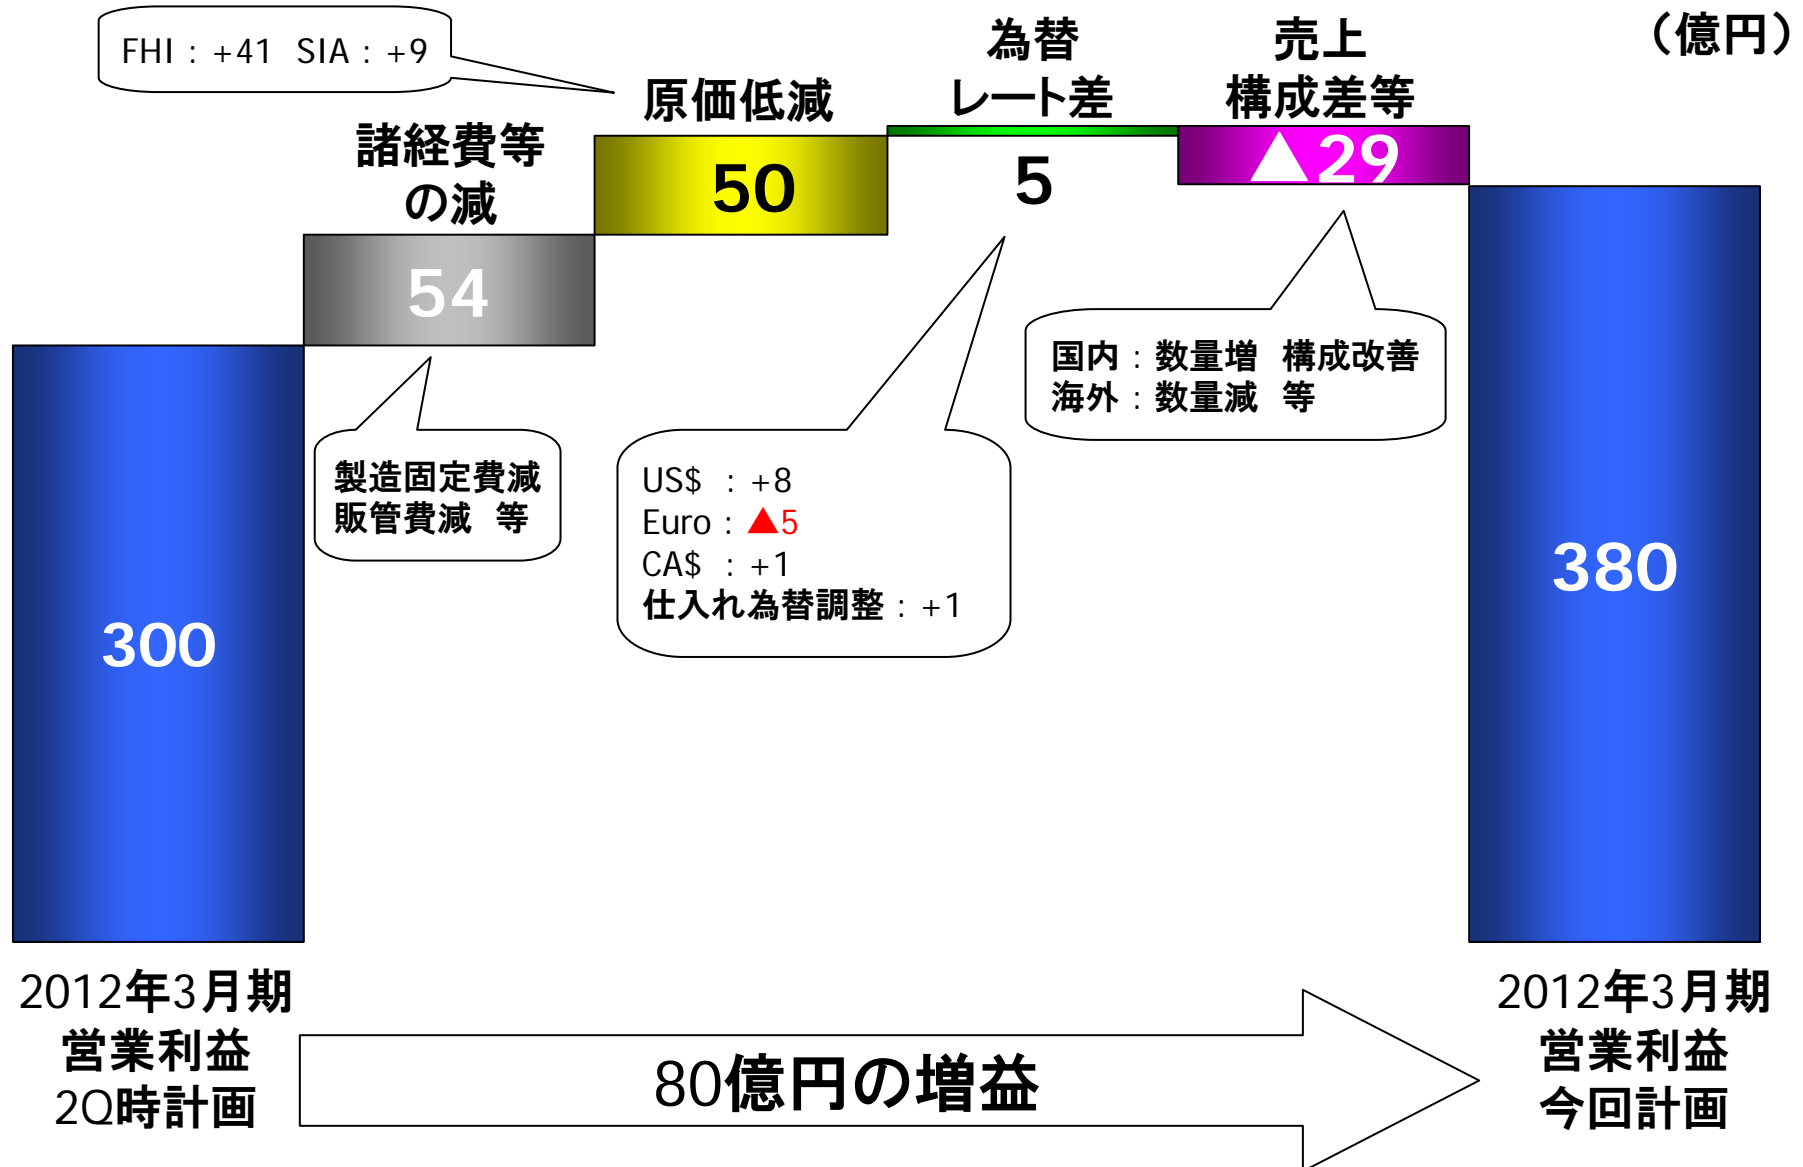 （億円）
FHI : +41 SIA : +9
諸経費等
の減
原価低減
為替
レート差
売上
構成差等
300
54
50
5
▲29
380
製造固定費減
販管費減 等
US$ : +8
Euro : ▲5
CA$ : +1
仕入れ為替調整 : +1
国内 : 数量増 構成改善
海外 : 数量減 等
2012年3月期
営業利益
2Q時計画
80億円の増益
2012年3月期
営業利益
今回計画